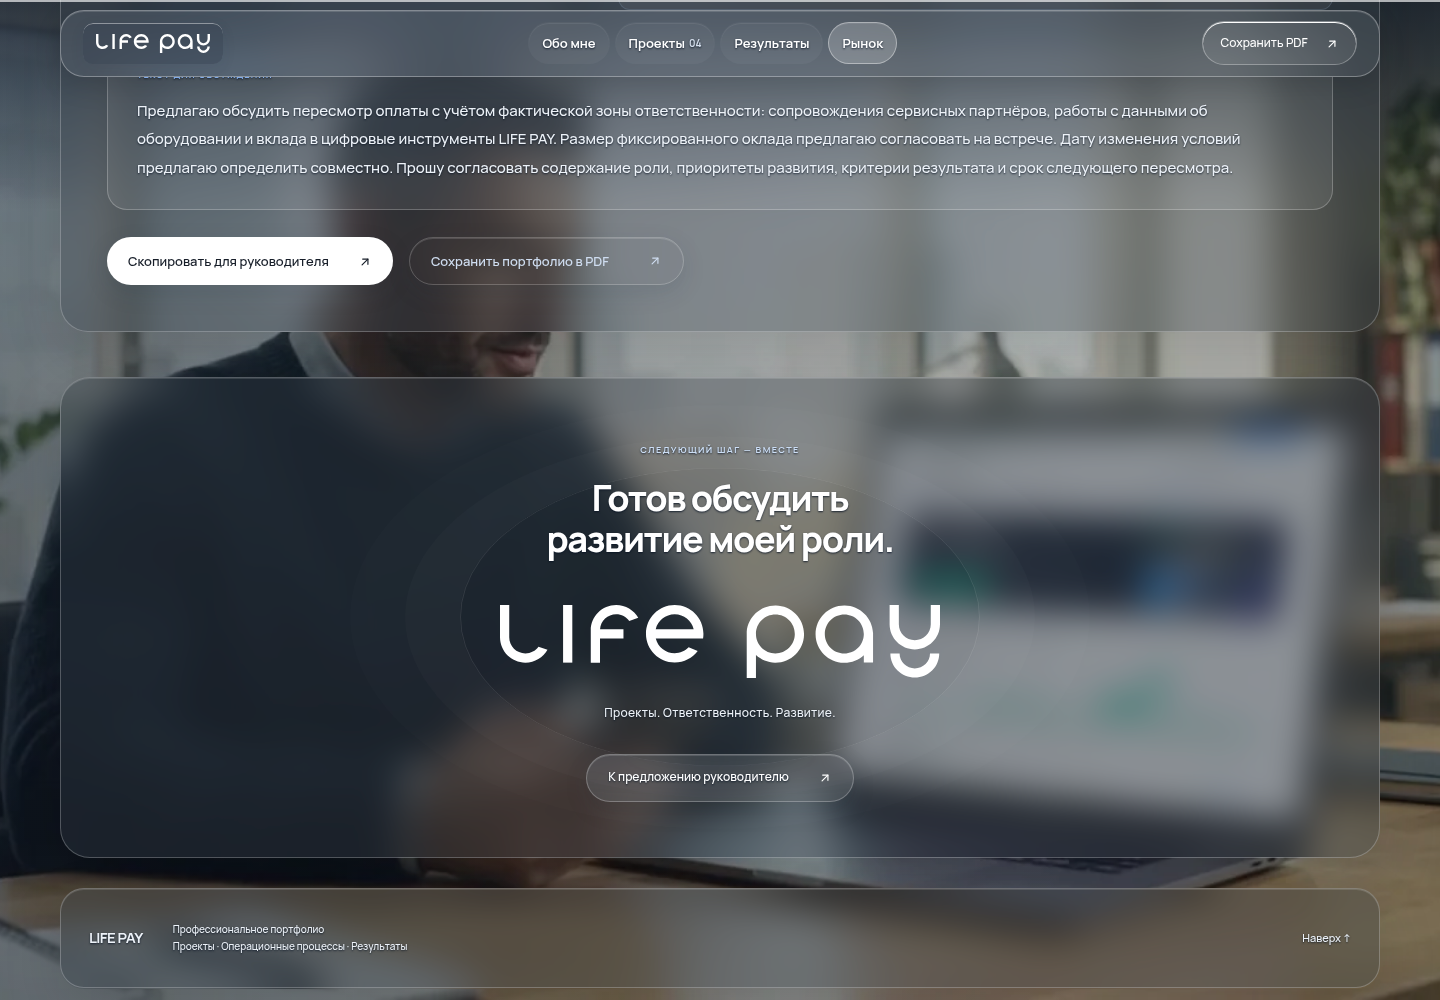 LIFE pay
Обо мне
Проекты 04
Результаты
Рынок
Сохранить PDF
Предлагаю обсудить пересмотр оплаты с учётом фактической зоны ответственности: сопровождения сервисных партнёров, работы с данными об
оборудовании и вклада в цифровые инструменты LIFE PAY. Размер фиксированного оклада предлагаю согласовать на встрече. Дату изменения условий
предлагаю определить совместно. Прошу согласовать содержание роли, приоритеты развития, критерии результата и срок следующего пересмотра.
Скопировать для руководителя
Сохранить портфолио в PDF
СЛЕДУЮЩИЙ ШАГ — ВМЕСТЕ
Готов обсудить
развитие моей роли.
LIFE pay
Проекты. Ответственность. Развитие.
К предложению руководителю
LIFE PAY
Профессиональное портфолио
Проекты · Операционные процессы · Результаты
Наверх ↑